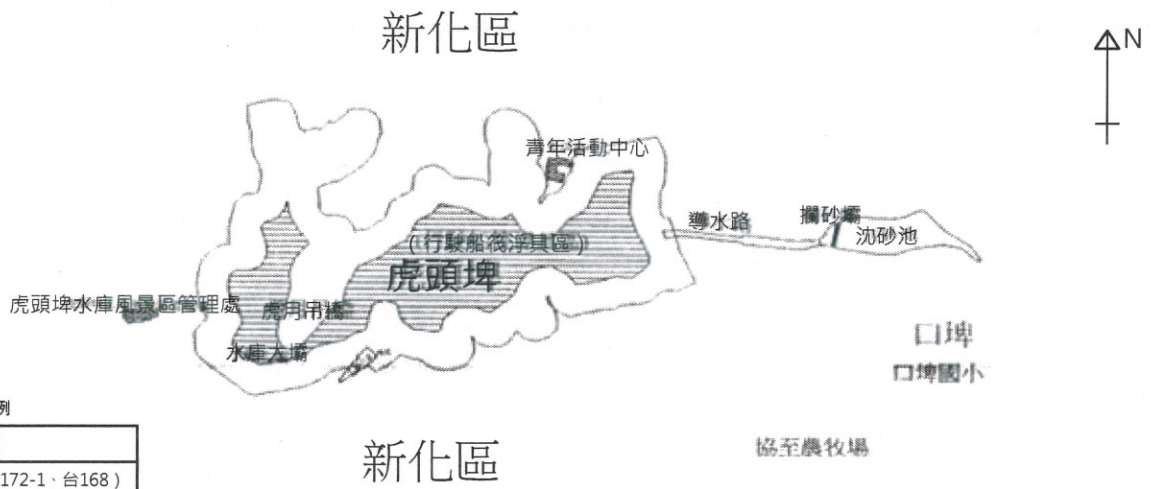 新化區
N
青年活動中心
導水路
攔砂壩
沈砂池
(行駛船筏浮具區)
虎頭埤
虎頭埤水庫風景區管理處
虎月吊橋
水庫大壩
口埤
口埤國小
例
172-1、台168)
新化區
協至農牧場